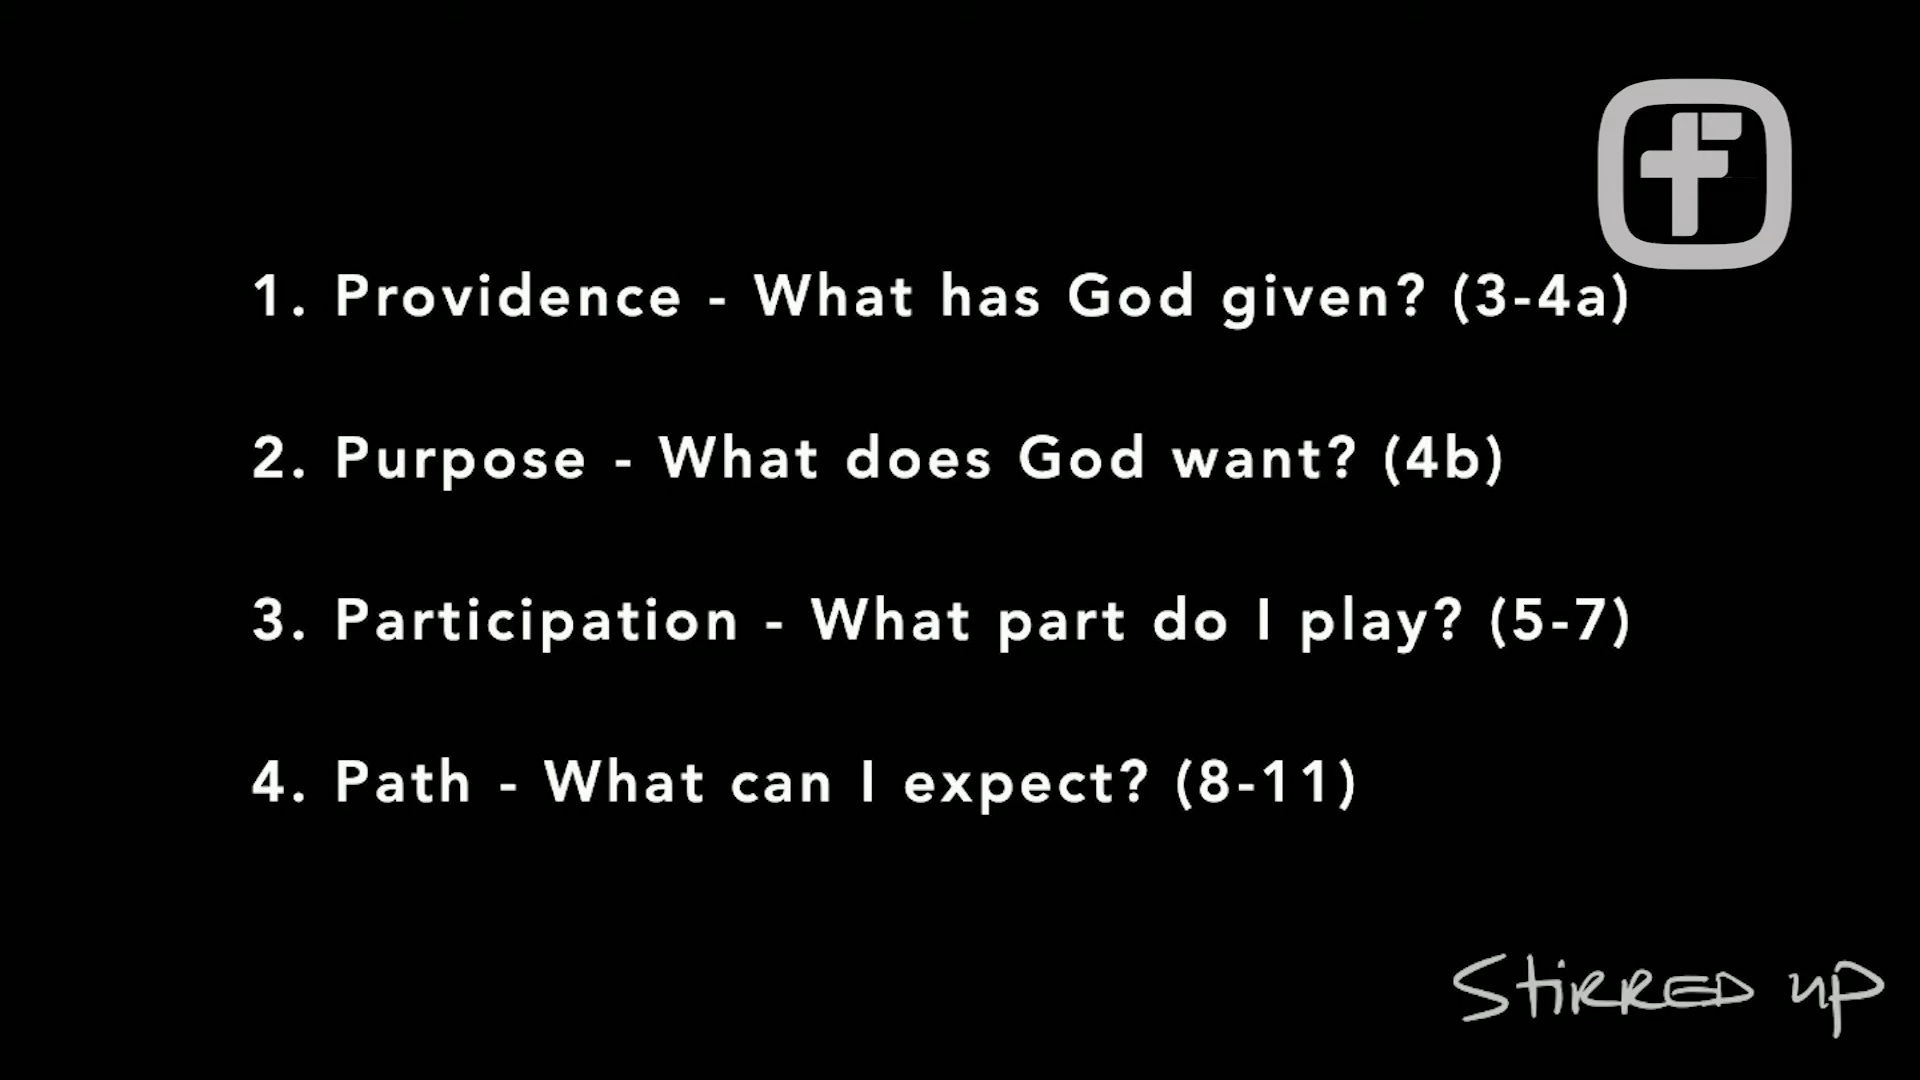 1. Providence - What has God given? (3-4a)
2. Purpose - What does God want? (4b)
3. Participation - What part do I play? (5-7)
4. Path - What can I expect? (8-11)
STIRRED UP